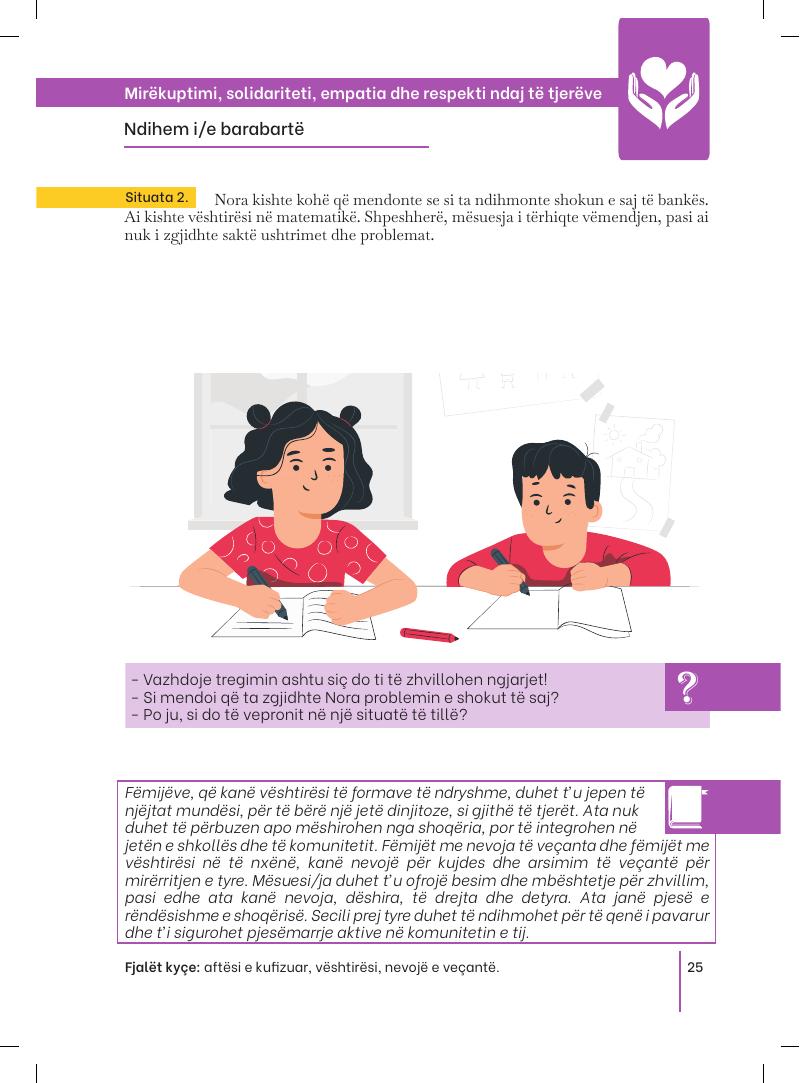 Mirëkuptimi, solidariteti, empatia dhe respekti ndaj të tjerëve
Ndihem i/e barabartë
Situata 2. Nora kishte kohë që mendonte se si ta ndihmonte shokun e saj të bankës.
Ai kishte vështirësi në matematikë. Shpeshherë, mësuesja i tërhiqte vëmendjen, pasi ai
nuk i zgjidhte saktë ushtrimet dhe problemat.
- Vazhdoje tregimin ashtu siç do ti të zhvillohen ngjarjet!
- Si mendoi që ta zgjidhte Nora problemin e shokut të saj?
- Po ju, si do të vepronit në një situatë të tillë?
?
Fëmijëve, që kanë vështirësi të formave të ndryshme, duhet t'u jepen të
njëjtat mundësi, për të bërë një jetë dinjitoze, si gjithë të tjerët. Ata nuk
duhet të përbuzen apo mëshirohen nga shoqëria, por të integrohen në
jetën e shkollës dhe të komunitetit. Fëmijët me nevoja të veçanta dhe fëmijët me
vështirësi në të nxënë, kanë nevojë për kujdes dhe arsimim të veçantë për
mirërritjen e tyre. Mësuesi/ja duhet t'u ofrojë besim dhe mbështetje për zhvillim,
pasi edhe ata kanë nevoja, dëshira, të drejta dhe detyra. Ata janë pjesë e
rëndësishme e shoqërisë. Secili prej tyre duhet të ndihmohet për të qenë i pavarur
dhe t'i sigurohet pjesëmarrje aktive në komunitetin e tij.
Fjalët kyçe: aftësi e kufizuar, vështirësi, nevojë e veçantë.
25